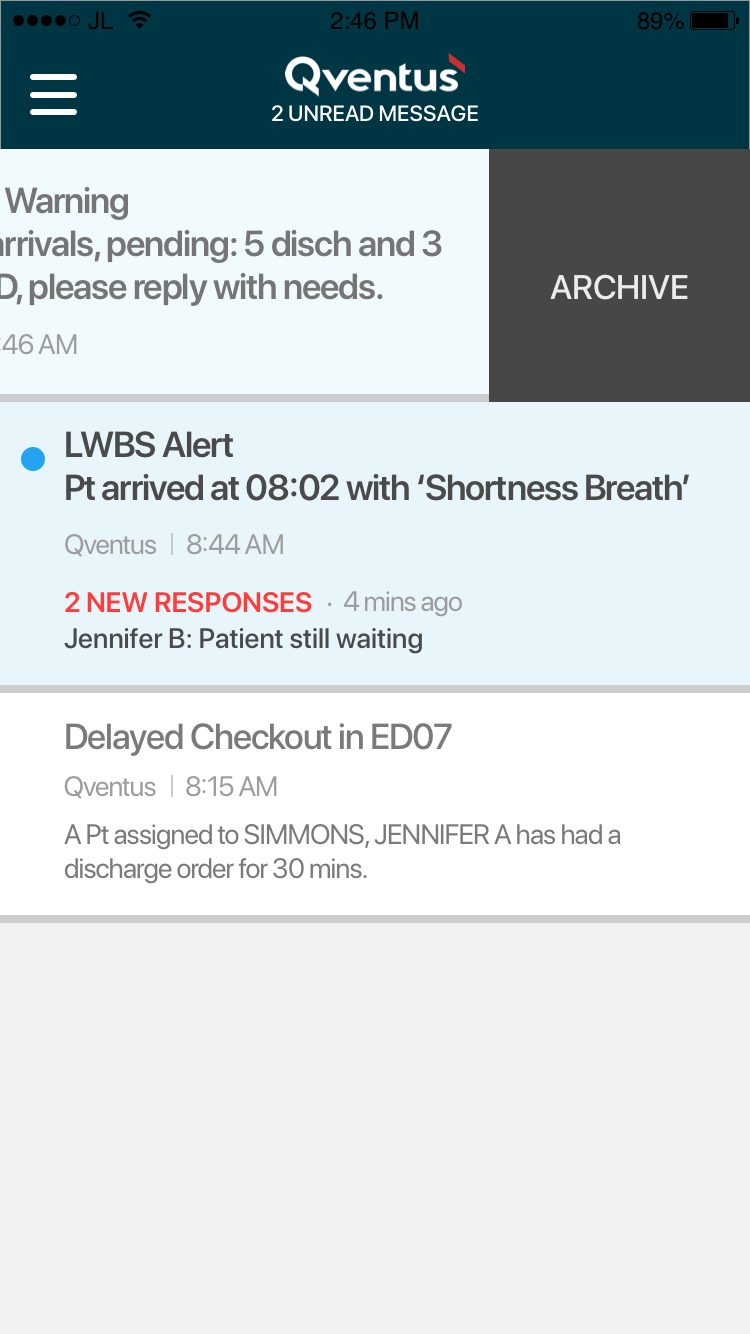 JL 2:46 PM 89%
Qventus
2 UNREAD MESSAGE
Warning
arrivals, pending: 5 disch and 3
D, please reply with needs.
ARCHIVE
:46 AM
LWBS Alert
Pt arrived at 08:02 with ‘Shortness Breath’
Qventus | 8:44 AM
2 NEW RESPONSES · 4 mins ago
Jennifer B: Patient still waiting
Delayed Checkout in ED07
Qventus | 8:15 AM
A Pt assigned to SIMMONS, JENNIFER A has had a
discharge order for 30 mins.